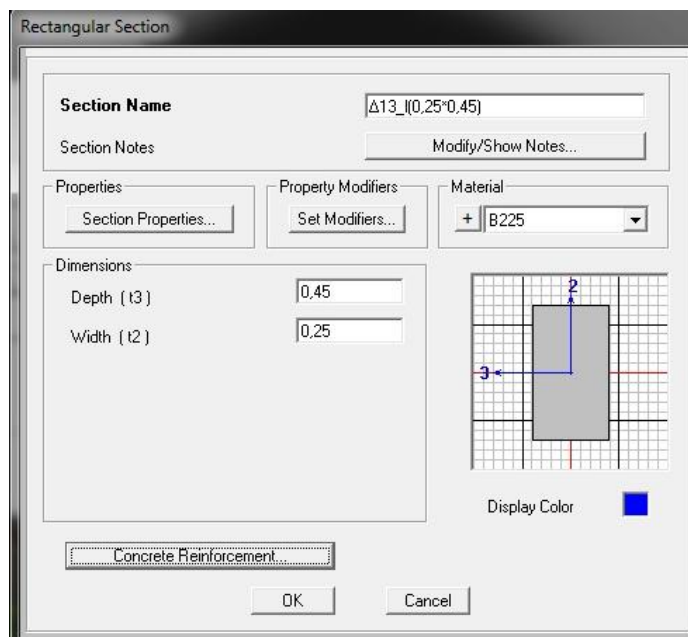 Rectangular Section
Section Name Δ13_I(0,25*0,45)
Section Notes Modify/Show Notes...
Properties Property Modifiers Material
Section Properties... Set Modifiers... + B225
Dimensions
Depth ( t3 ) 0,45
Width ( t2 ) 0,25
2
3
Display Color
Concrete Reinforcement...
OK Cancel